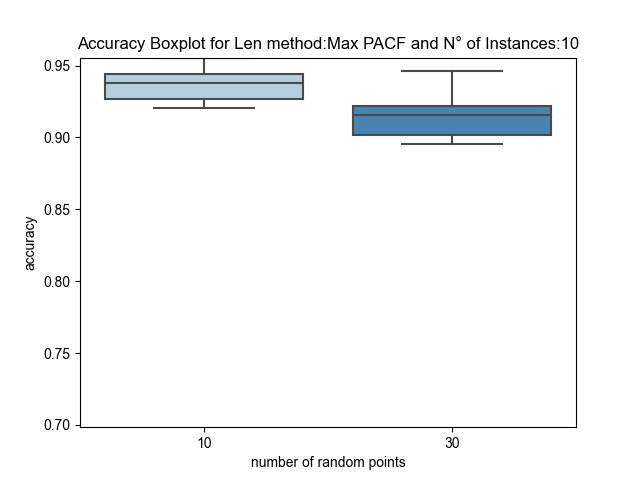 Accuracy Boxplot for Len method:Max PACF and N° of Instances:10
0.95
0.90
0.85
0.80
0.75
0.70
accuracy
10
30
number of random points